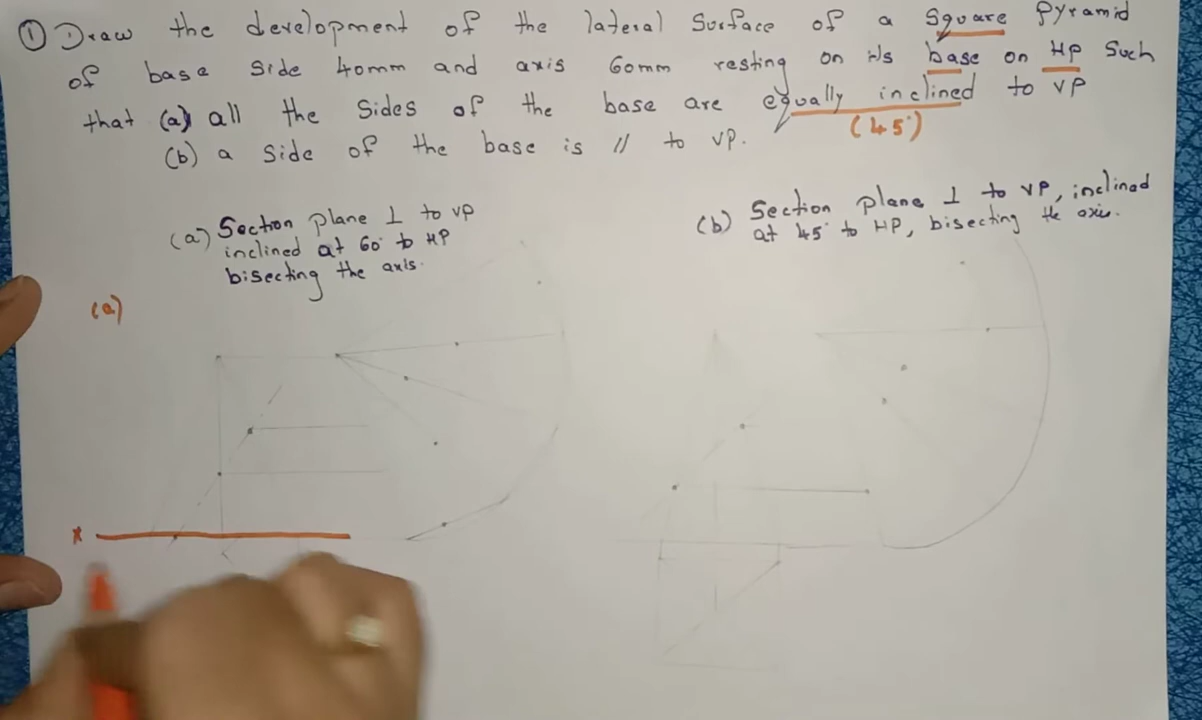 ① Draw the development of the lateral Surface of a Square Pyramid
of base side 40mm and axis 60mm resting on its base on HP Such
that (a) all the Sides of the base are equally inclined to VP
(45°)
(b) a side of the base is // to VP.
(a) Section plane ⊥ to VP
inclined at 60° to HP
bisecting the axis.
(b) Section plane ⊥ to VP, inclined
at 45° to HP, bisecting the axis.
(a)
x